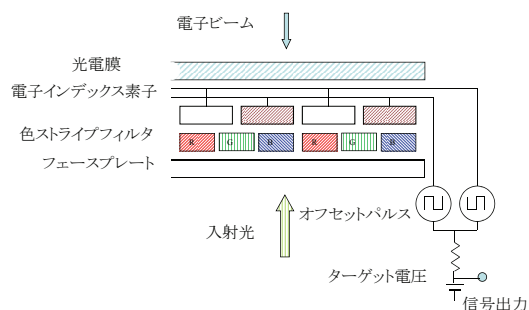 電子ビーム
光電膜
電子インデックス素子
色ストライプフィルタ
R G B R G B
フェースプレート
オフセットパルス
入射光
ターゲット電圧
信号出力